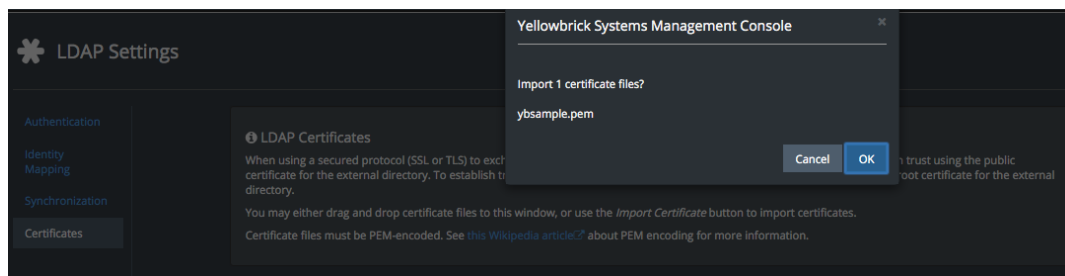 Yellowbrick Systems Management Console
×
LDAP Settings
Import 1 certificate files?
ybsample.pem
Cancel
OK
Authentication
Identity
Mapping
Synchronization
Certificates
LDAP Certificates
When using a secured protocol (SSL or TLS) to exch
trust using the public
certificate for the external directory. To establish
root certificate for the external
directory.
You may either drag and drop certificate files to this window, or use the Import Certificate button to import certificates.
Certificate files must be PEM-encoded. See this Wikipedia article about PEM encoding for more information.